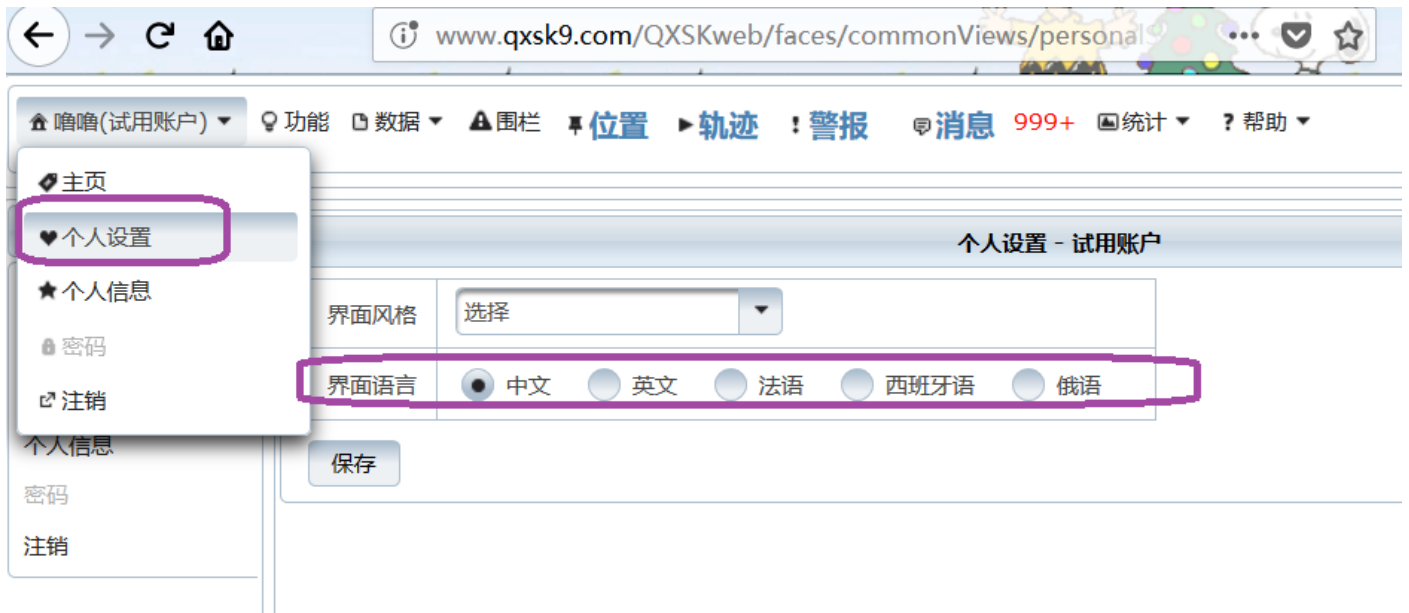 www.qxsk9.com/QXSKweb/faces/commonViews/personalS
噜噜(试用账户) 功能 数据 围栏 位置 轨迹 警报 消息 999+ 统计 ? 帮助
主页
个人设置
个人信息
密码
注销
个人信息
密码
注销
个人设置 - 试用账户
界面风格 选择
界面语言 中文 英文 法语 西班牙语 俄语
保存